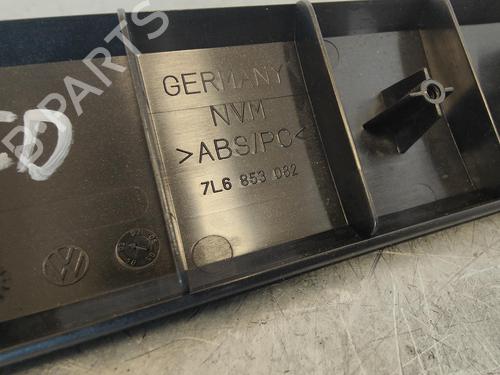 GERMANY
NVM
>ABS/PC<
7L6 853 082